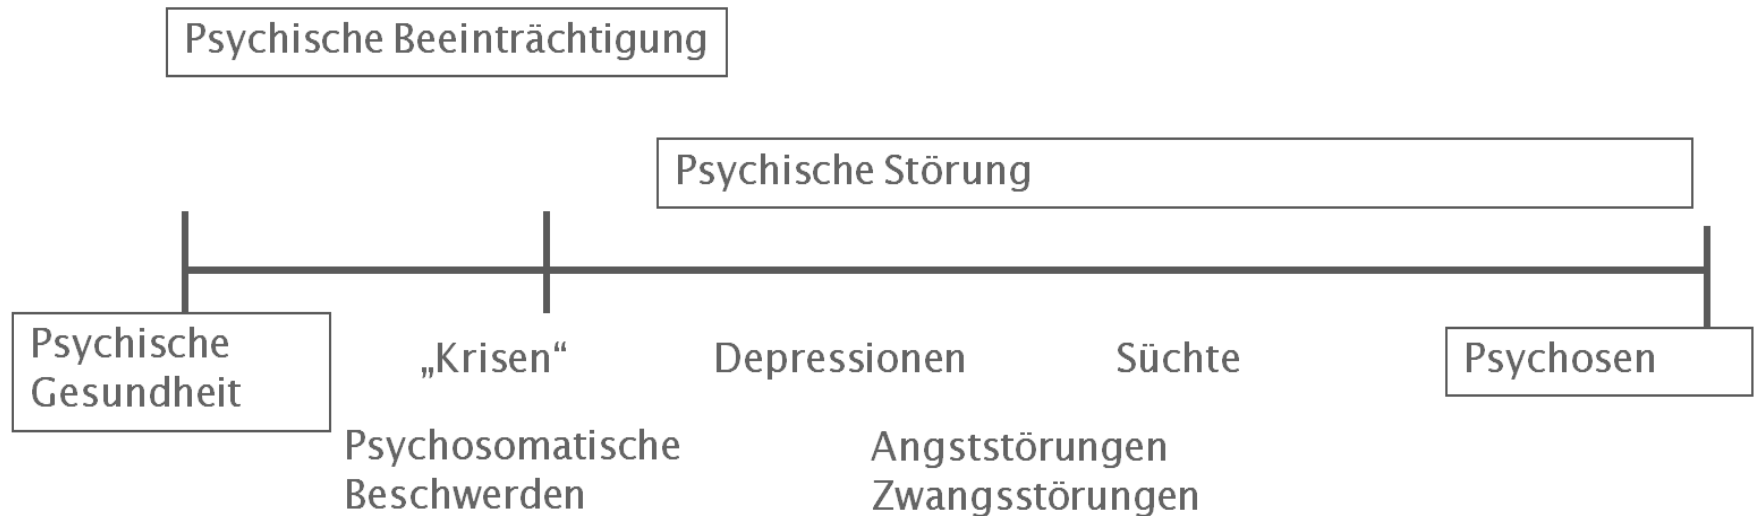 Psychische Beeinträchtigung
Psychische Störung
Psychische
Gesundheit
„Krisen“
Depressionen
Süchte
Psychosen
Psychosomatische
Beschwerden
Angststörungen
Zwangsstörungen